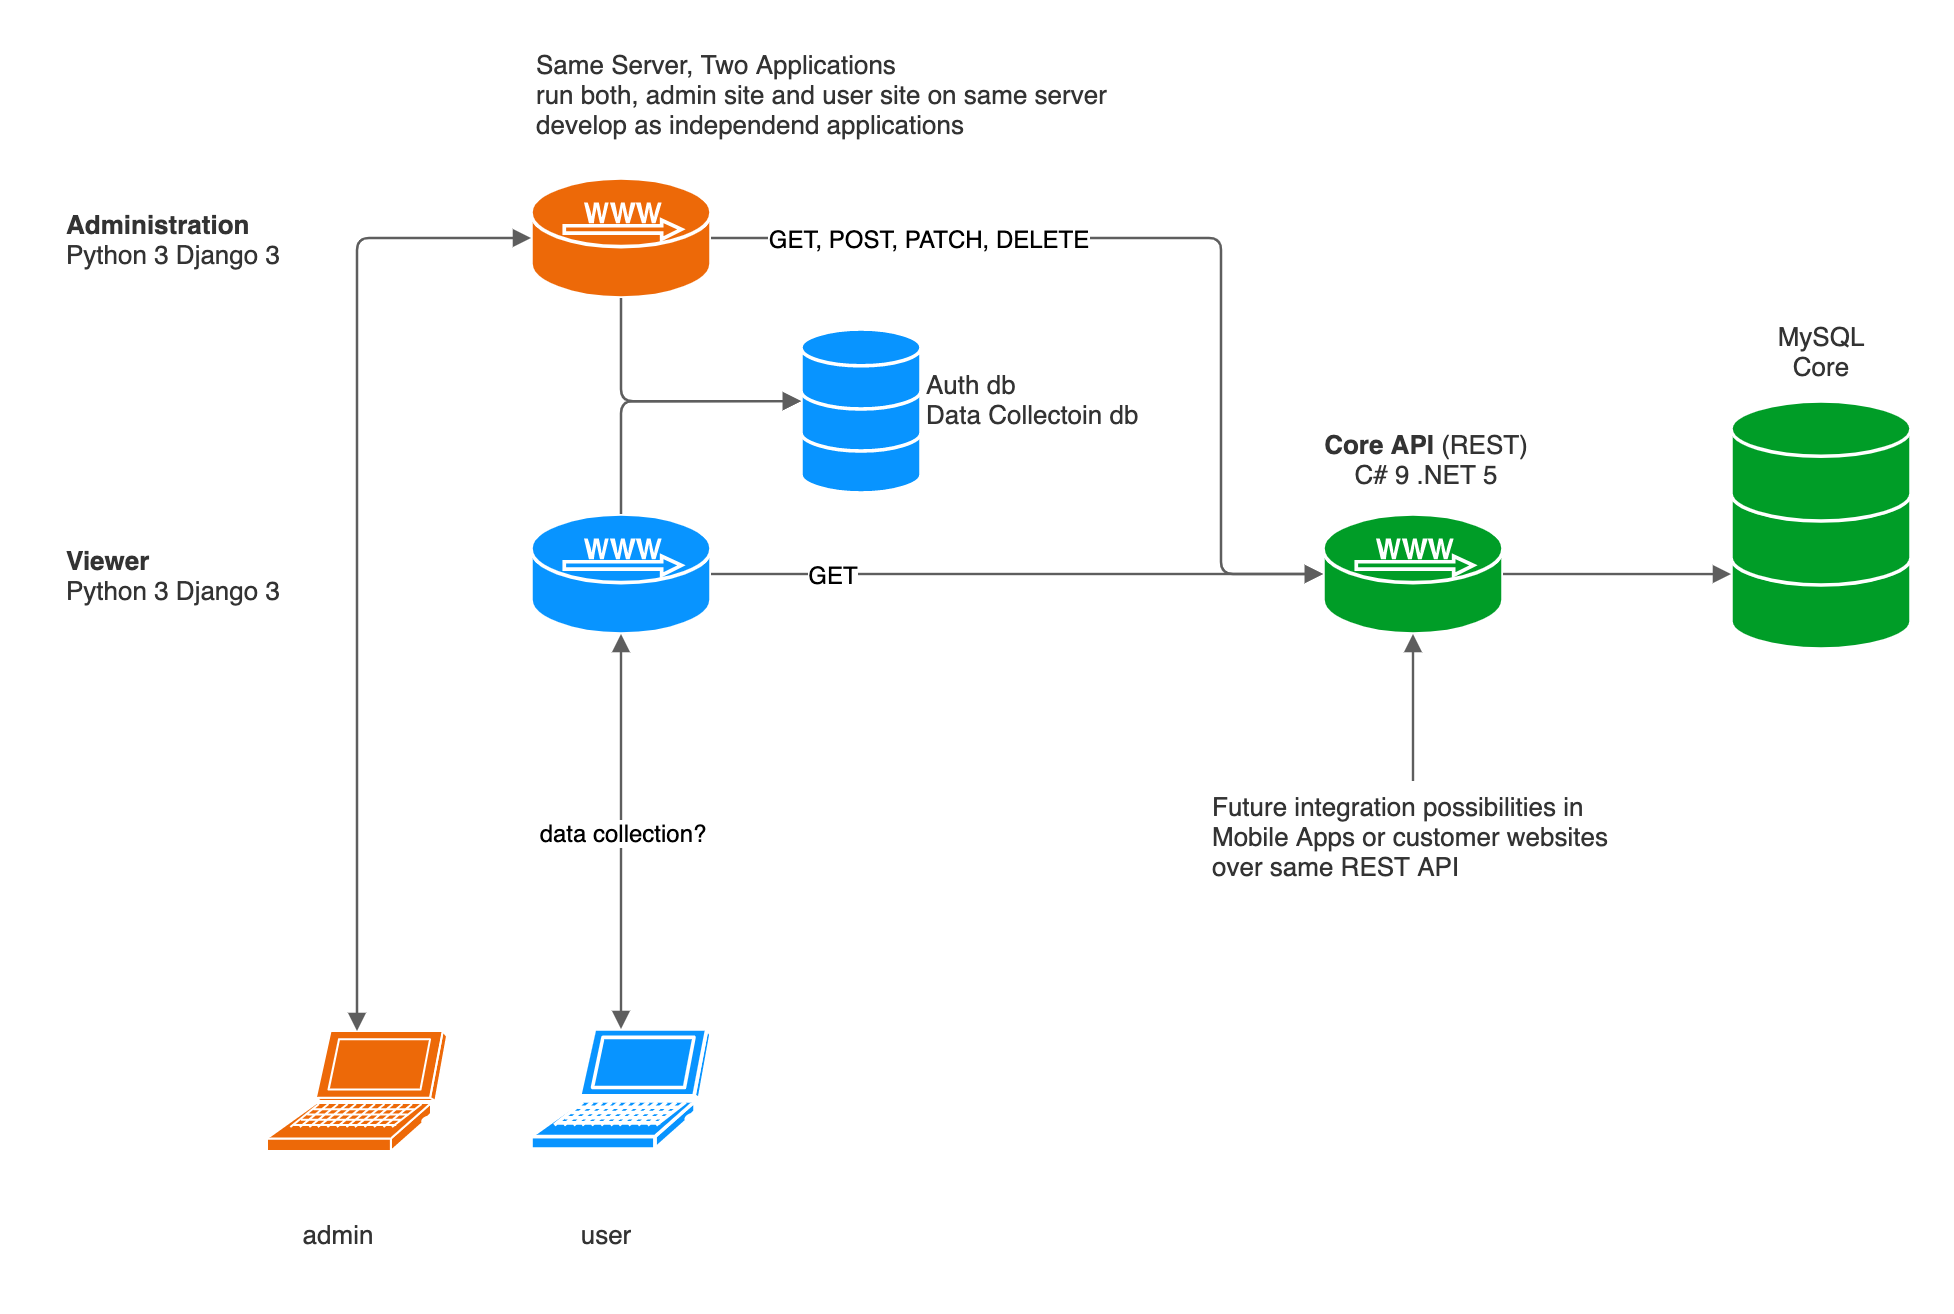 Same Server, Two Applications
run both, admin site and user site on same server
develop as independend applications
Administration
Python 3 Django 3
WWW
GET, POST, PATCH, DELETE
MySQL
Core
Auth db
Data Collectoin db
Core API (REST)
C# 9 .NET 5
Viewer
Python 3 Django 3
WWW
GET
WWW
data collection?
Future integration possibilities in
Mobile Apps or customer websites
over same REST API
admin
user